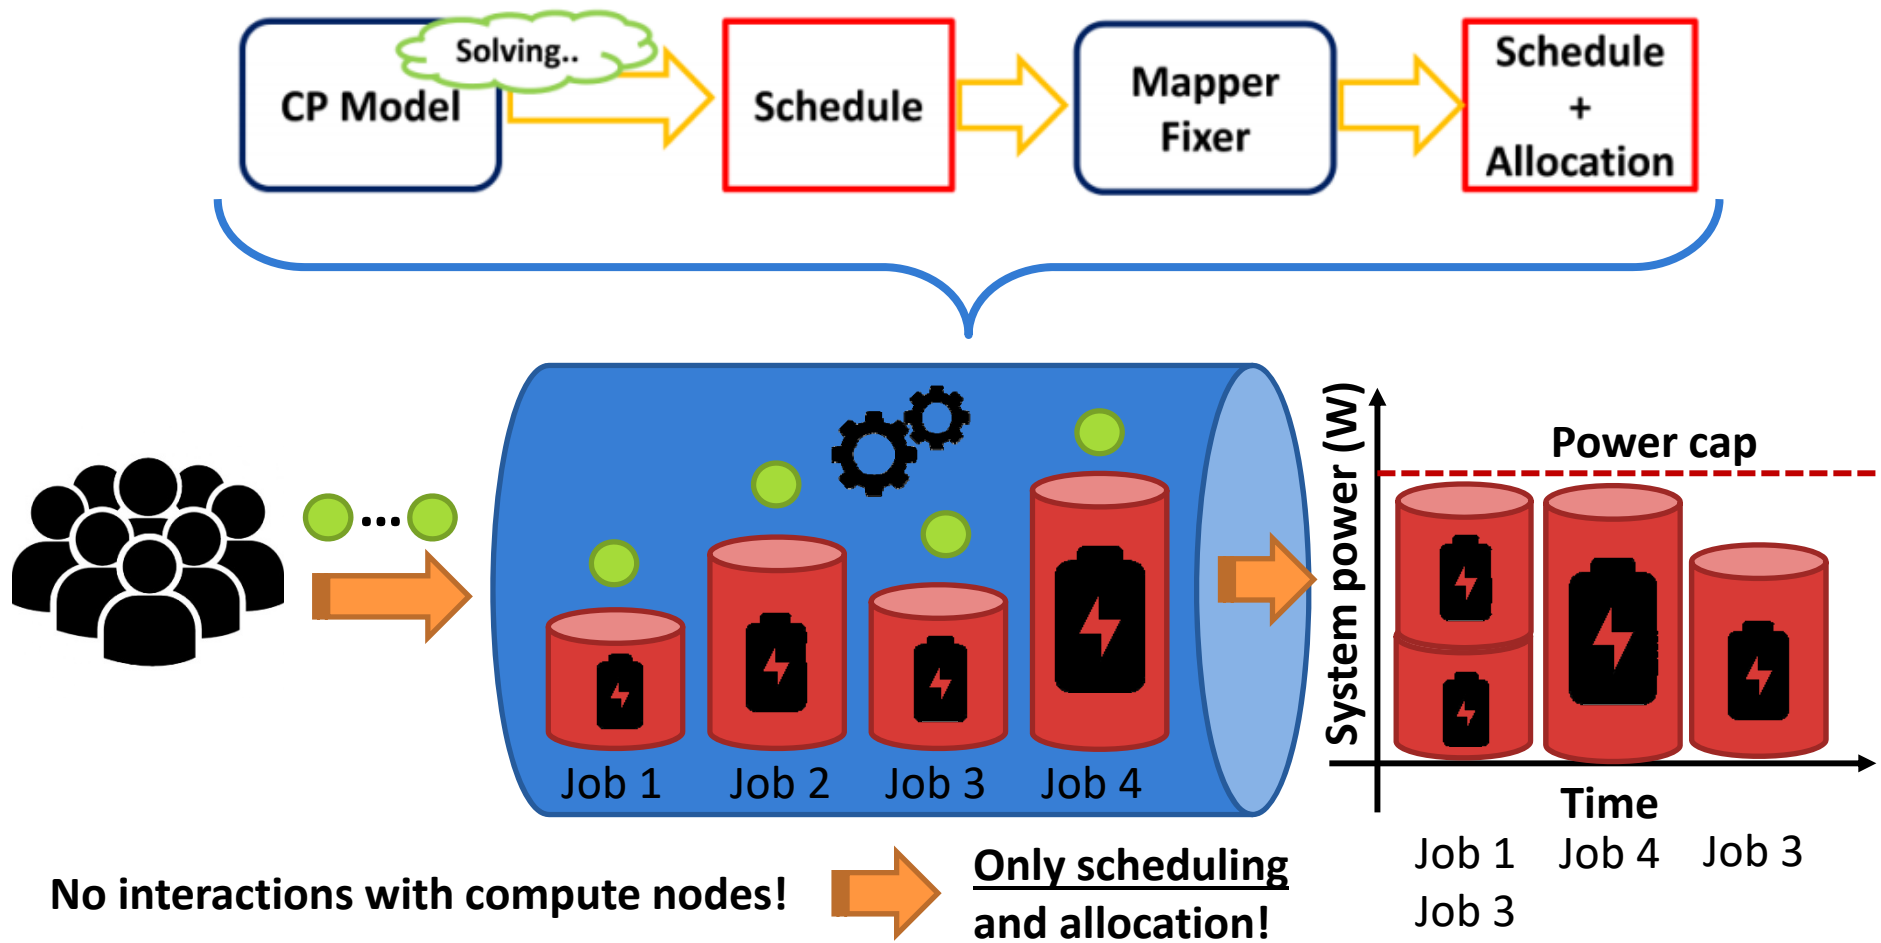 Solving..
CP Model
Schedule
Mapper
Fixer
Schedule
+
Allocation
...
Job 1
Job 2
Job 3
Job 4
System power (W)
Power cap
Time
Job 1
Job 4
Job 3
Job 3
No interactions with compute nodes!
Only scheduling
and allocation!